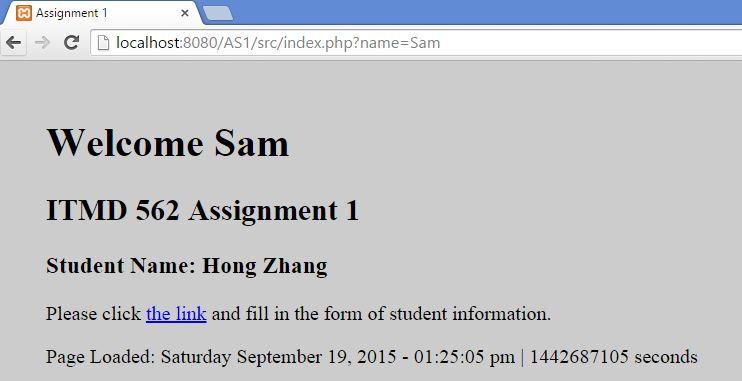 Assignment 1
localhost:8080/AS1/src/index.php?name=Sam
Welcome Sam
ITMD 562 Assignment 1
Student Name: Hong Zhang
Please click the link and fill in the form of student information.
Page Loaded: Saturday September 19, 2015 - 01:25:05 pm | 1442687105 seconds